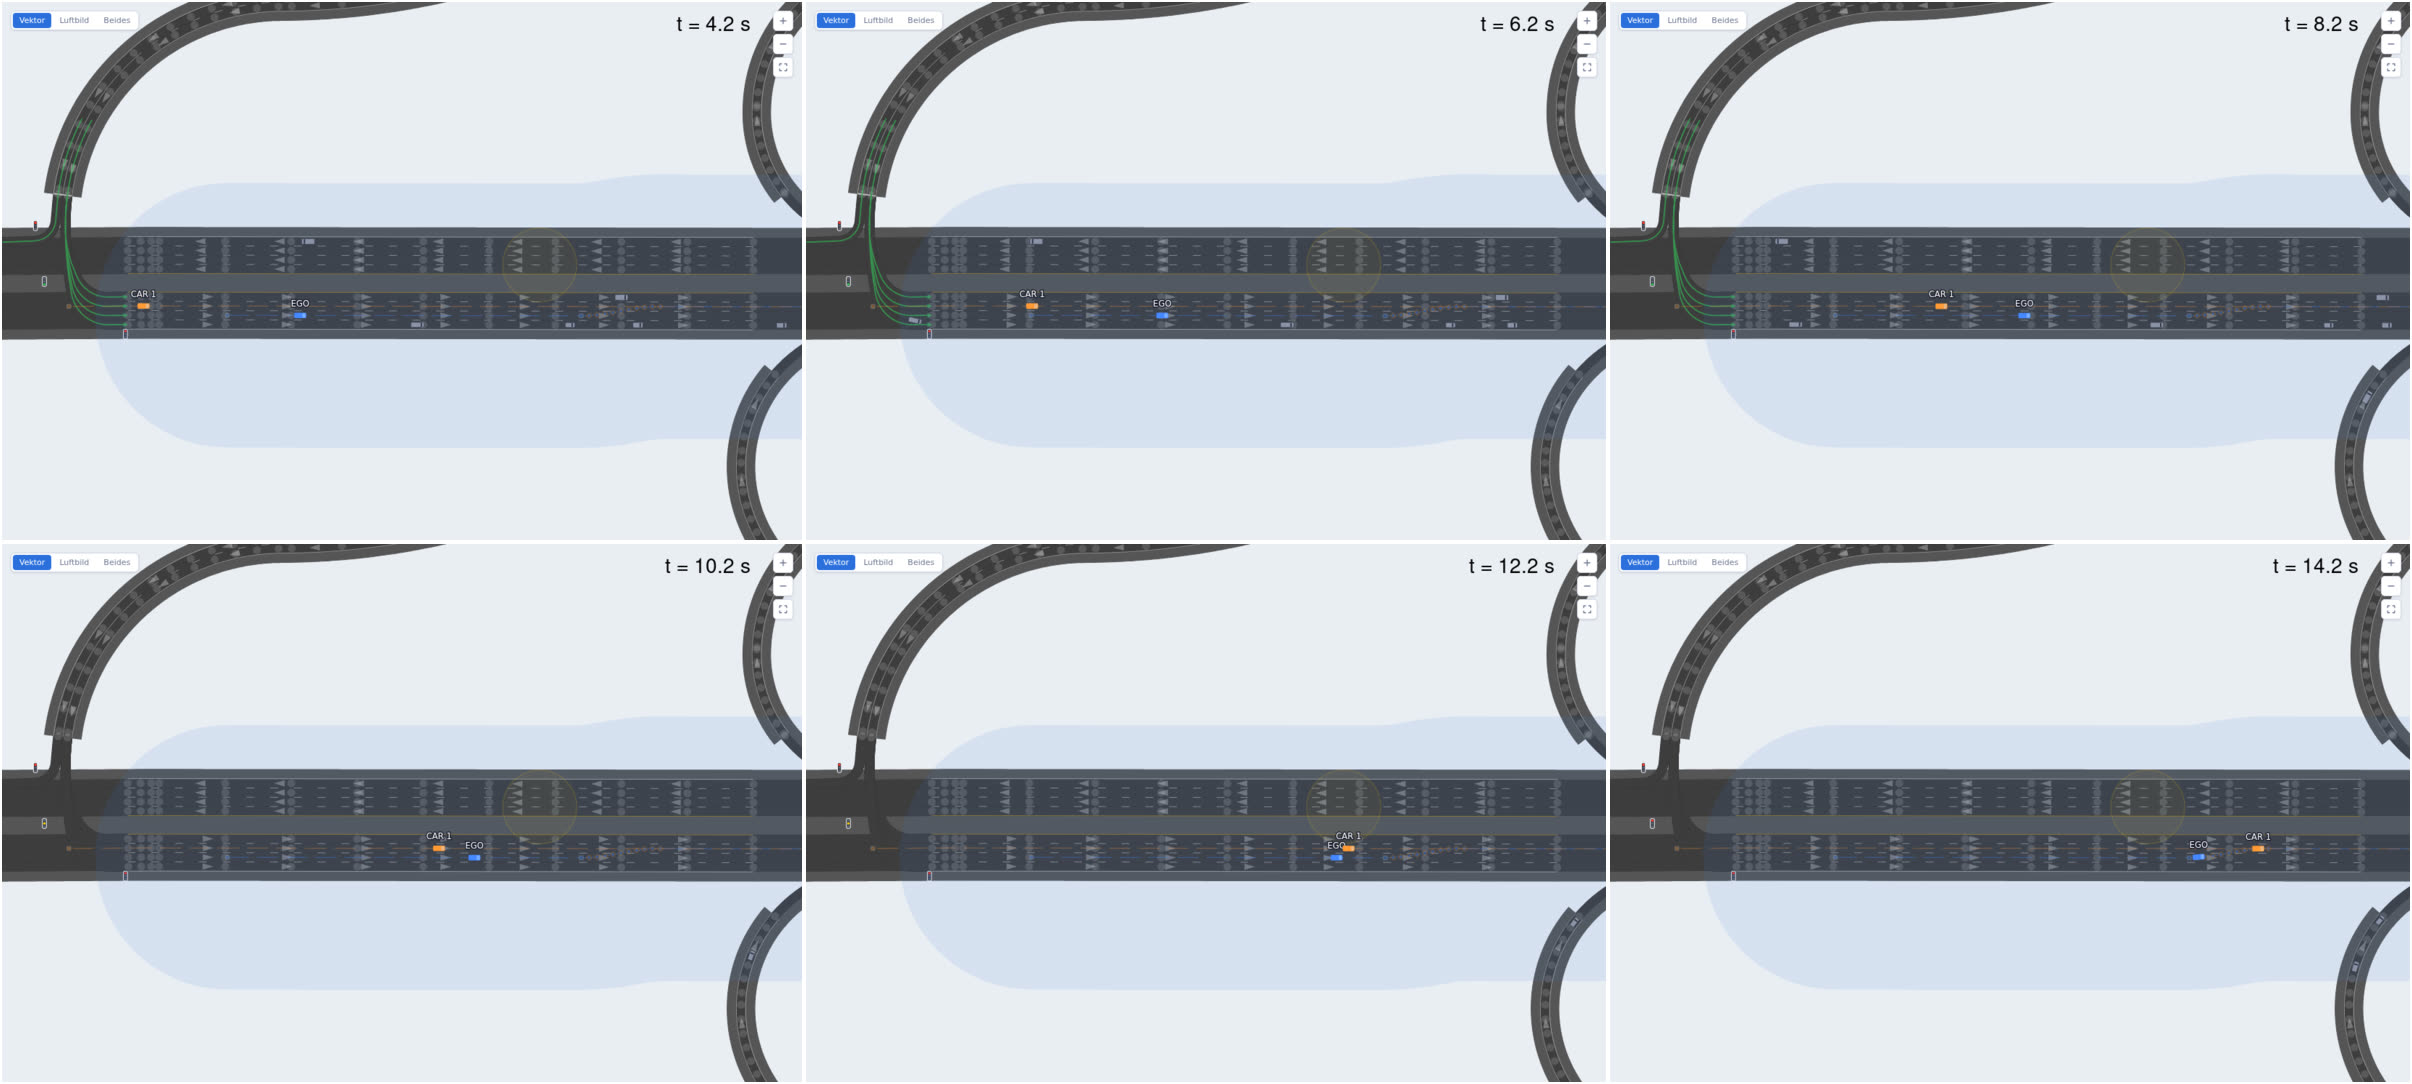 Vektor Luftbild Beides
t = 4.2 s
CAR 1
EGO
Vektor Luftbild Beides
t = 6.2 s
CAR 1
EGO
Vektor Luftbild Beides
t = 8.2 s
CAR 1
EGO
Vektor Luftbild Beides
t = 10.2 s
CAR 1
EGO
Vektor Luftbild Beides
t = 12.2 s
CAR 1
EGO
Vektor Luftbild Beides
t = 14.2 s
CAR 1
EGO